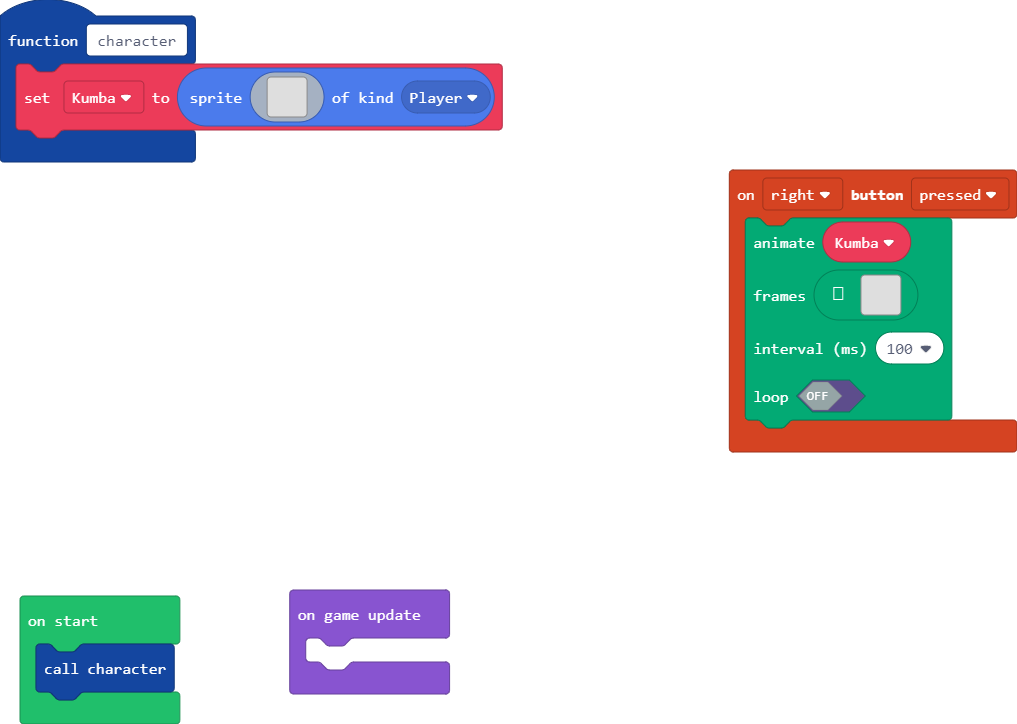 function character
set Kumba to sprite of kind Player
on right button pressed
animate Kumba
frames
interval (ms) 100
loop OFF
on start
call character
on game update